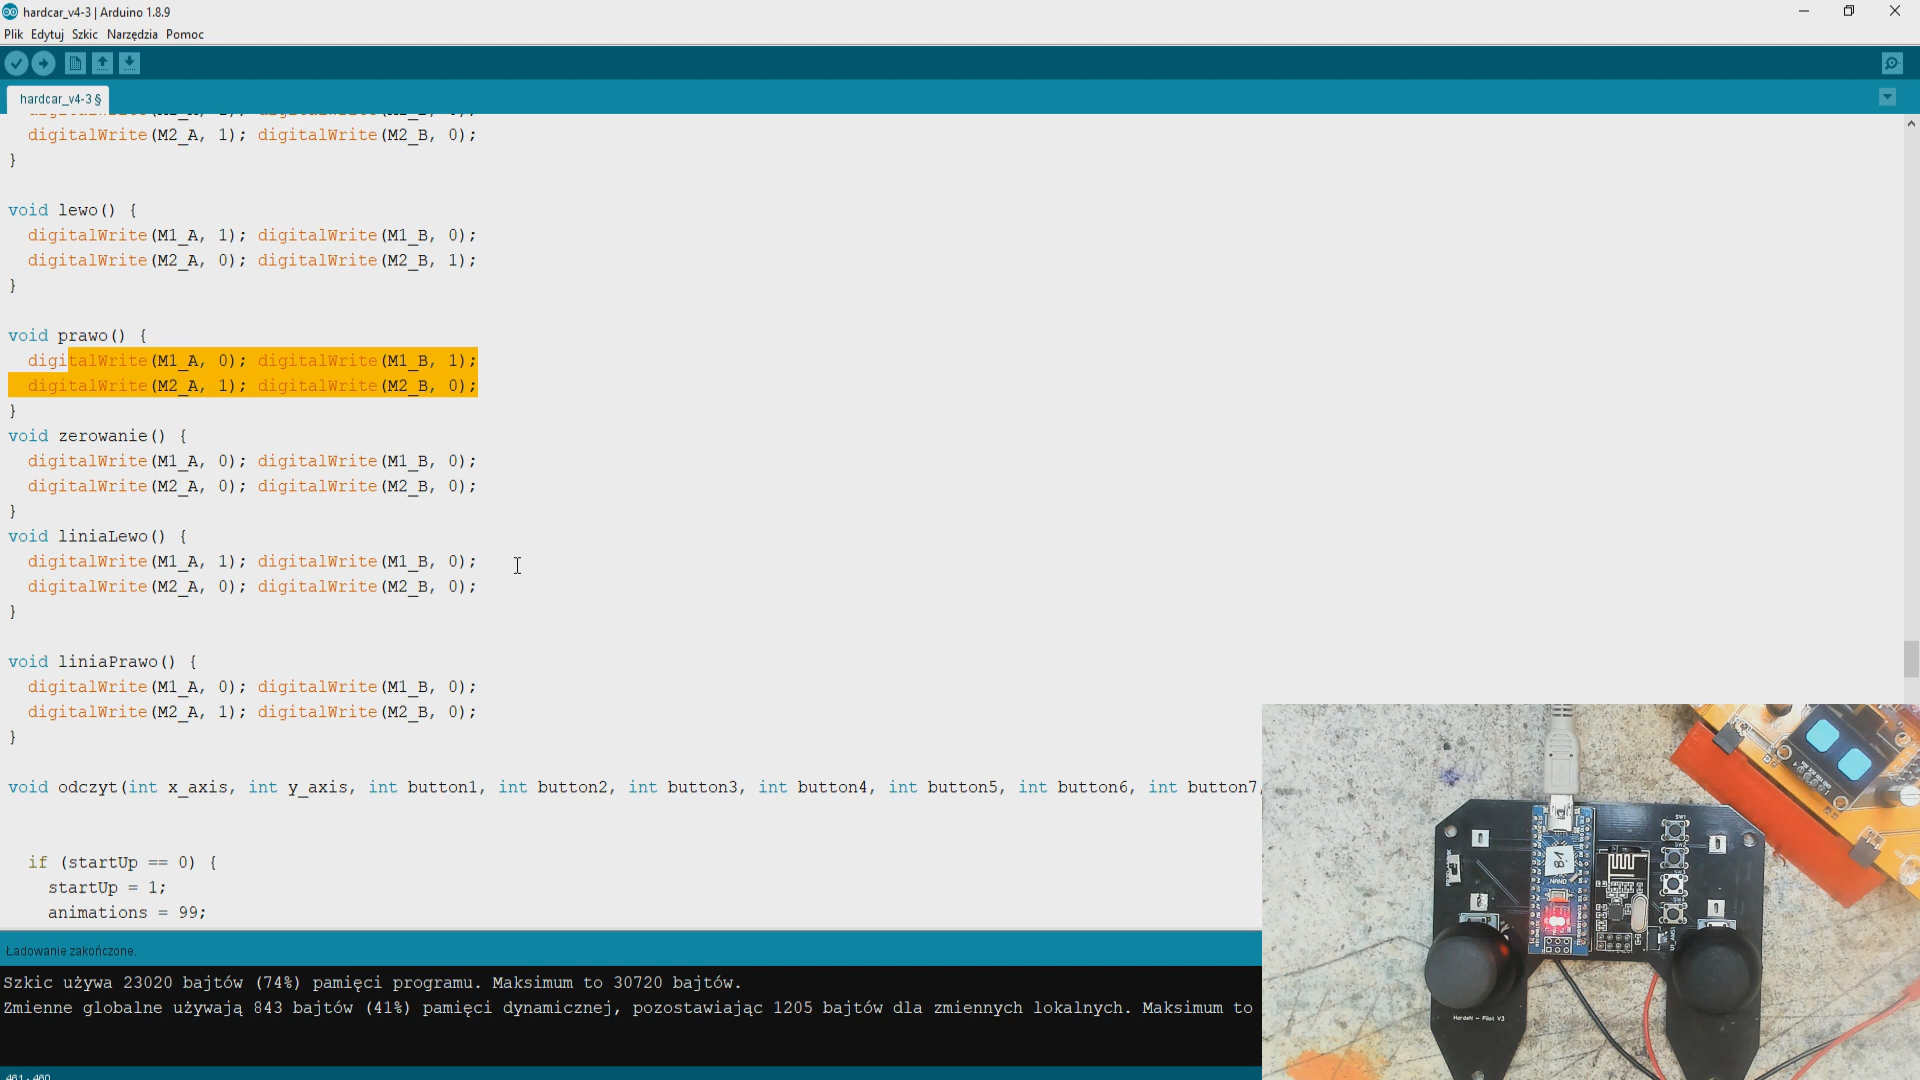 hardcar_v4-3 | Arduino 1.8.9
Plik Edytuj Szkic Narzędzia Pomoc
hardcar_v4-3 §
digitalWrite(M2_A, 1); digitalWrite(M2_B, 0);
}
void lewo() {
digitalWrite(M1_A, 1); digitalWrite(M1_B, 0);
digitalWrite(M2_A, 0); digitalWrite(M2_B, 1);
}
void prawo() {
digitalWrite(M1_A, 0); digitalWrite(M1_B, 1);
digitalWrite(M2_A, 1); digitalWrite(M2_B, 0);
}
void zerowanie() {
digitalWrite(M1_A, 0); digitalWrite(M1_B, 0);
digitalWrite(M2_A, 0); digitalWrite(M2_B, 0);
}
void liniaLewo() {
digitalWrite(M1_A, 1); digitalWrite(M1_B, 0);
digitalWrite(M2_A, 0); digitalWrite(M2_B, 0);
}
void liniaPrawo() {
digitalWrite(M1_A, 0); digitalWrite(M1_B, 0);
digitalWrite(M2_A, 1); digitalWrite(M2_B, 0);
}
void odczyt(int x_axis, int y_axis, int button1, int button2, int button3, int button4, int button5, int button6, int button7,
if (startUp == 0) {
startUp = 1;
animations = 99;
Ładowanie zakończone.
Szkic używa 23020 bajtów (74%) pamięci programu. Maksimum to 30720 bajtów.
Zmienne globalne używają 843 bajtów (41%) pamięci dynamicznej, pozostawiając 1205 bajtów dla zmiennych lokalnych. Maksimum to
461 - 460
NANO
B1
HardeN - Pilot V3